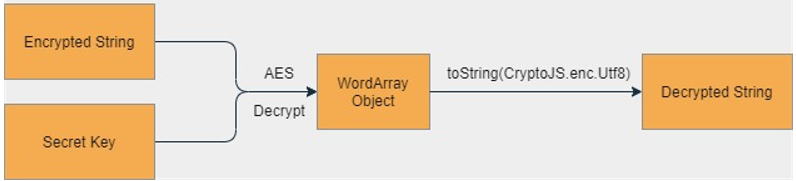 Encrypted String
Secret Key
AES
Decrypt
WordArray
Object
toString(CryptoJS.enc.Utf8)
Decrypted String